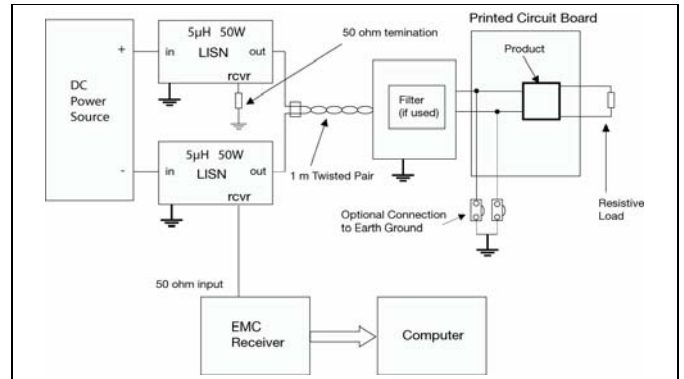 Printed Circuit Board
5µH 50W
in
out
LISN
rcvr
50 ohm temination
Product
+
DC
Power
Source
Filter
(if used)
5µH 50W
-
in
out
LISN
rcvr
1 m Twisted Pair
Optional Connection
to Earth Ground
Resistive
Load
50 ohm input
EMC
Receiver
Computer